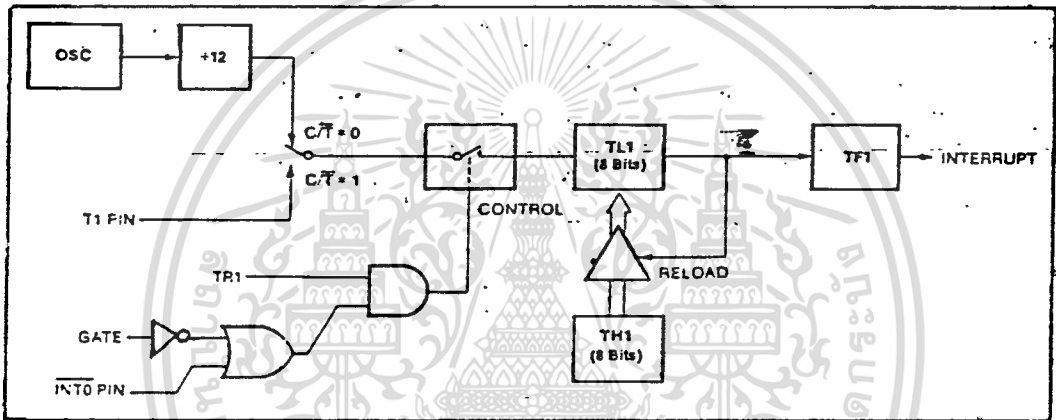 OSC
÷12
C/T̅ = 0
C/T̅ = 1
T1 PIN
TR1
GATE
I̅N̅T̅0̅ PIN
CONTROL
TL1
(8 Bits)
RELOAD
TH1
(8 Bits)
TF1
INTERRUPT